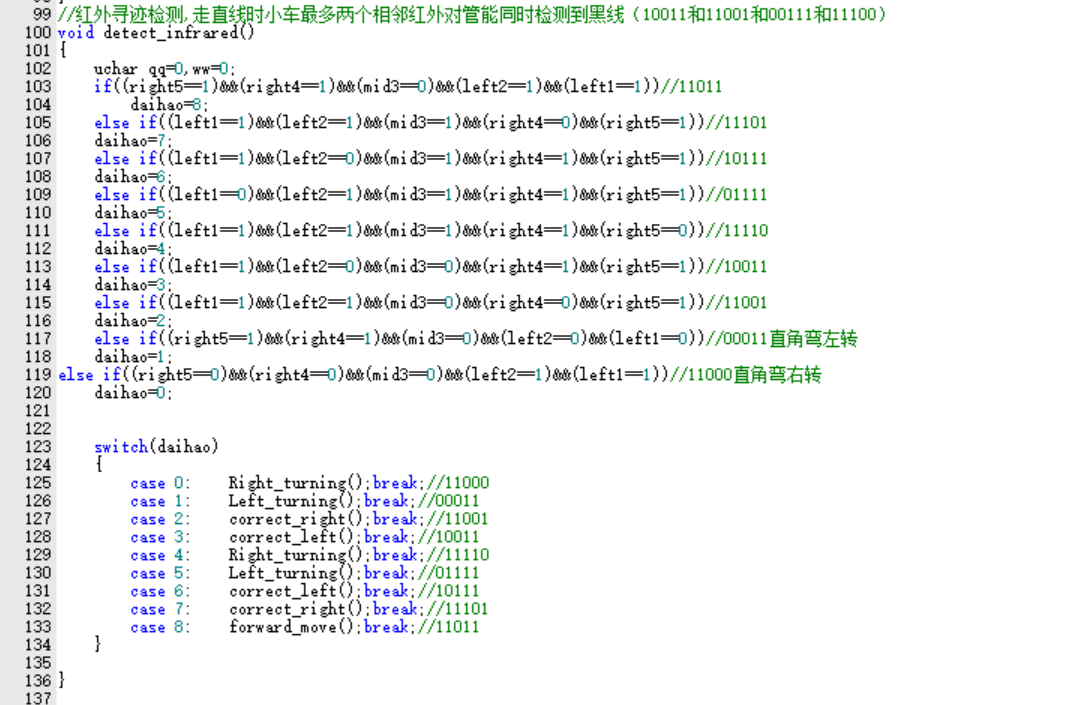 99 //红外寻迹检测,走直线时小车最多两个相邻红外对管能同时检测到黑线（10011和11001和00111和11100）
100 void detect_infrared()
101 {
102 uchar qq=0,ww=0;
103 if((right5==1)&&(right4==1)&&(mid3==0)&&(left2==1)&&(left1==1))//11011
104 daihao=8;
105 else if((left1==1)&&(left2==1)&&(mid3==1)&&(right4==0)&&(right5==1))//11101
106 daihao=7;
107 else if((left1==1)&&(left2==0)&&(mid3==1)&&(right4==1)&&(right5==1))//10111
108 daihao=6;
109 else if((left1==0)&&(left2==1)&&(mid3==1)&&(right4==1)&&(right5==1))//01111
110 daihao=5;
111 else if((left1==1)&&(left2==1)&&(mid3==1)&&(right4==1)&&(right5==0))//11110
112 daihao=4;
113 else if((left1==1)&&(left2==0)&&(mid3==0)&&(right4==1)&&(right5==1))//10011
114 daihao=3;
115 else if((left1==1)&&(left2==1)&&(mid3==0)&&(right4==0)&&(right5==1))//11001
116 daihao=2;
117 else if((right5==1)&&(right4==1)&&(mid3==0)&&(left2==0)&&(left1==0))//00011直角弯左转
118 daihao=1;
119 else if((right5==0)&&(right4==0)&&(mid3==0)&&(left2==1)&&(left1==1))//11000直角弯右转
120 daihao=0;
121
122
123 switch(daihao)
124 {
125 case 0: Right_turning();break;//11000
126 case 1: Left_turning();break;//00011
127 case 2: correct_right();break;//11001
128 case 3: correct_left();break;//10011
129 case 4: Right_turning();break;//11110
130 case 5: Left_turning();break;//01111
131 case 6: correct_left();break;//10111
132 case 7: correct_right();break;//11101
133 case 8: forward_move();break;//11011
134 }
135
136 }
137